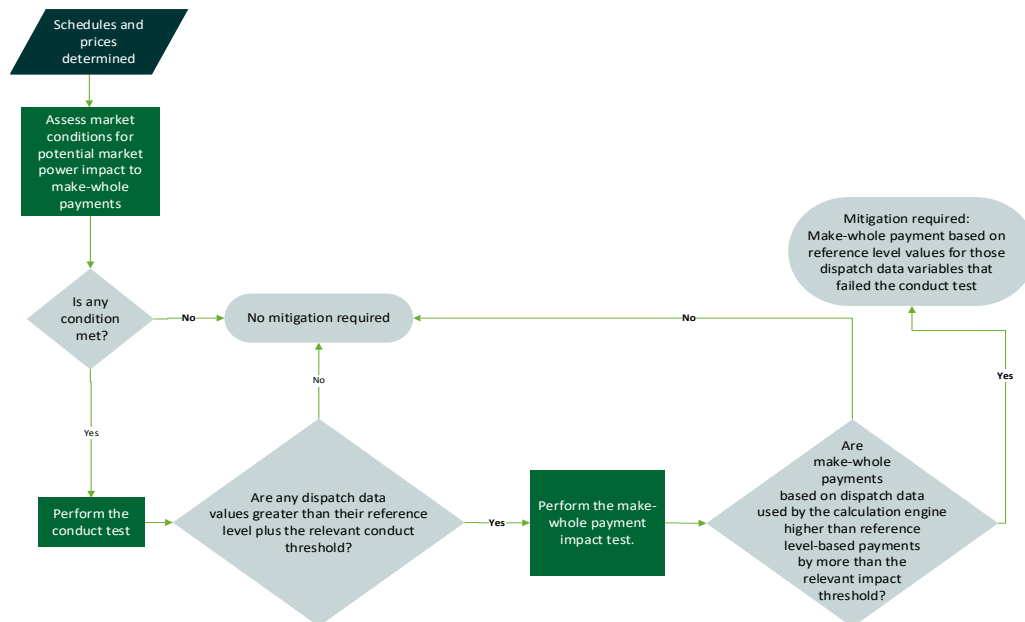 Schedules and
prices
determined
Assess market
conditions for
potential market
power impact to
make-whole
payments
Is any
condition
met?
No
No mitigation required
No
Mitigation required:
Make-whole payment based on
reference level values for those
dispatch data variables that
failed the conduct test
Yes
No
Yes
Perform the
conduct test
Are any dispatch data
values greater than their reference
level plus the relevant conduct
threshold?
Yes
Perform the make-
whole payment
impact test.
Are
make-whole
payments
based on dispatch data
used by the calculation engine
higher than reference
level-based payments
by more than the
relevant impact
threshold?